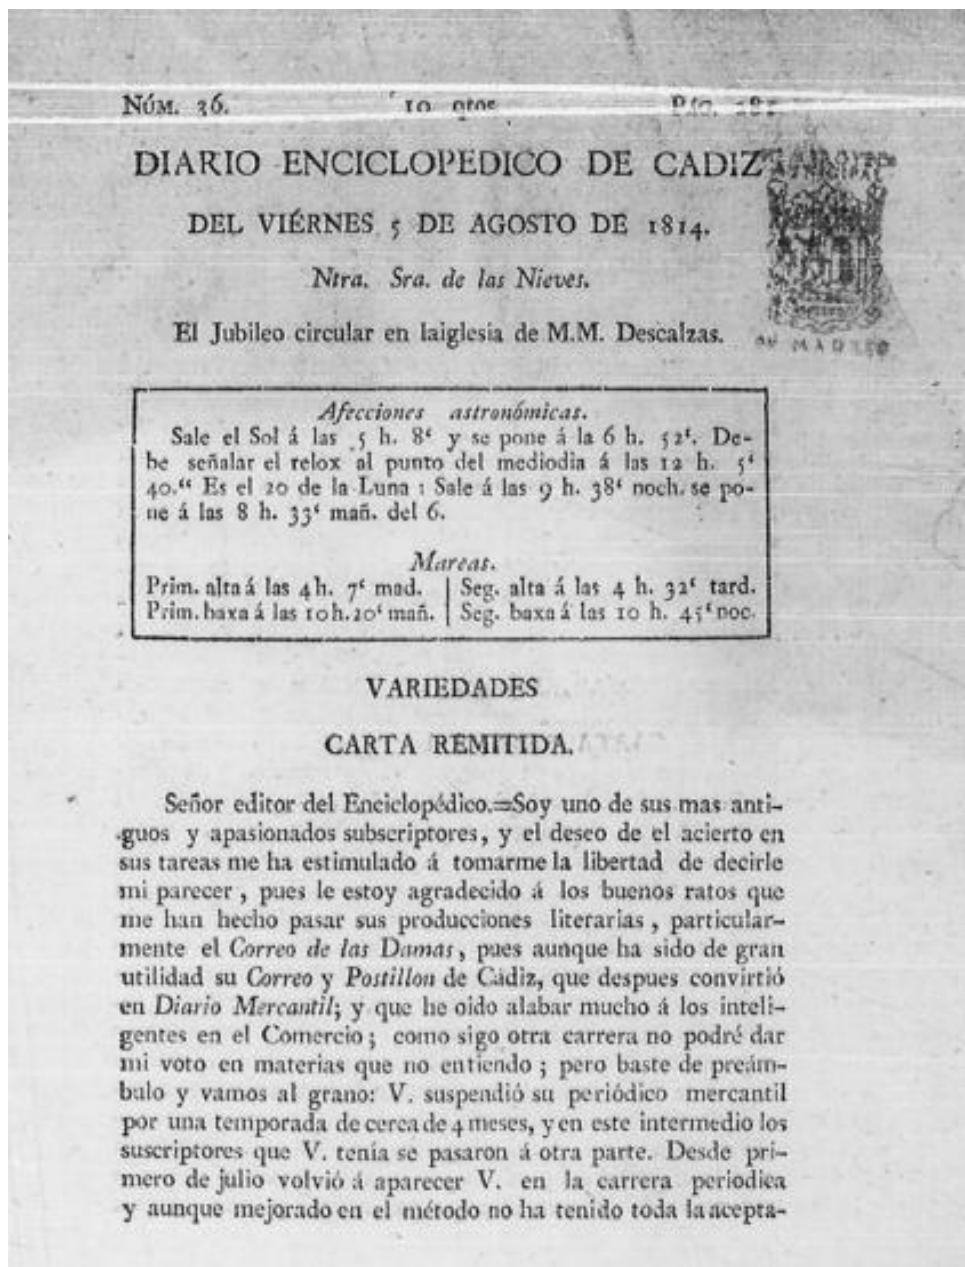 NÚM. 36. 10 qtos. PÁG.
DIARIO ENCICLOPÉDICO DE CADIZ
DEL VIÉRNES 5 DE AGOSTO DE 1814.
Ntra. Sra. de las Nieves.
El Jubileo circular en laiglesia de M.M. Descalzas.
MUNICIPAL
DE MADRID
Afecciones astronómicas.
Sale el Sol á las 5 h. 8‘ y se pone á la 6 h. 52‘. De-
be señalar el relox al punto del mediodia á las 12 h. 5‘
40.“ Es el 20 de la Luna : Sale á las 9 h. 38‘ noch. se po-
ne á las 8 h. 33‘ mañ. del 6.
Mareas.
Prim. alta á las 4 h. 7‘ mad. | Seg. alta á las 4 h. 32‘ tard.
Prim. baxa á las 10 h. 20‘ mañ. | Seg. baxa á las 10 h. 45‘ noc.
VARIEDADES
CARTA REMITIDA.
Señor editor del Enciclopédico.=Soy uno de sus mas anti-
guos y apasionados subscriptores, y el deseo de el acierto en
sus tareas me ha estimulado á tomarme la libertad de decirle
mi parecer , pues le estoy agradecido á los buenos ratos que
me han hecho pasar sus producciones literarias , particular-
mente el Correo de las Damas, pues aunque ha sido de gran
utilidad su Correo y Postillon de Cádiz, que despues convirtió
en Diario Mercantil; y que he oido alabar mucho á los inteli-
gentes en el Comercio ; como sigo otra carrera no podré dar
mi voto en materias que no entiendo ; pero baste de preám-
bulo y vamos al grano: V. suspendió su periódico mercantil
por una temporada de cerca de 4 meses, y en este intermedio los
suscriptores que V. tenía se pasaron á otra parte. Desde pri-
mero de julio volvió á aparecer V. en la carrera periodica
y aunque mejorado en el método no ha tenido toda la acepta-